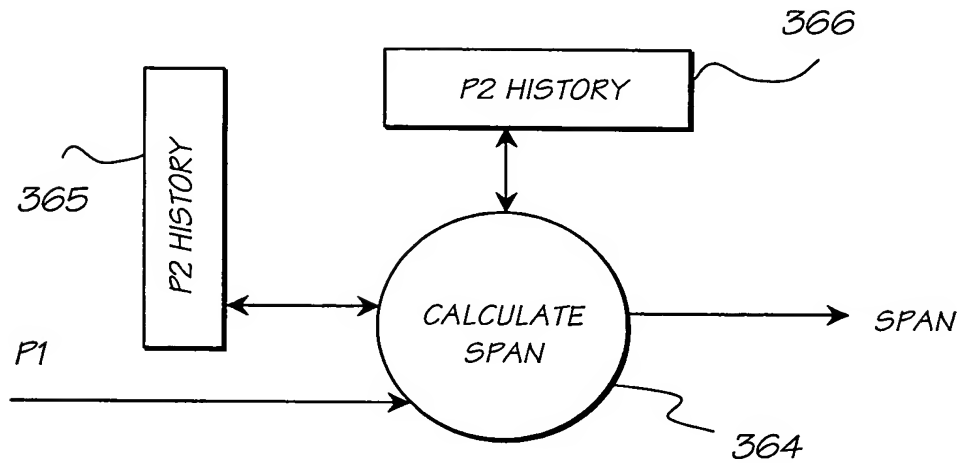 366
P2 HISTORY
P2 HISTORY
365
CALCULATE
SPAN
SPAN
P1
364